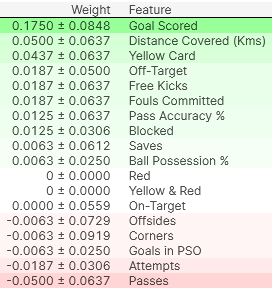 Weight Feature
0.1750 ± 0.0848 Goal Scored
0.0500 ± 0.0637 Distance Covered (Kms)
0.0437 ± 0.0637 Yellow Card
0.0187 ± 0.0500 Off-Target
0.0187 ± 0.0637 Free Kicks
0.0187 ± 0.0637 Fouls Committed
0.0125 ± 0.0637 Pass Accuracy %
0.0125 ± 0.0306 Blocked
0.0063 ± 0.0612 Saves
0.0063 ± 0.0250 Ball Possession %
0 ± 0.0000 Red
0 ± 0.0000 Yellow & Red
0.0000 ± 0.0559 On-Target
-0.0063 ± 0.0729 Offsides
-0.0063 ± 0.0919 Corners
-0.0063 ± 0.0250 Goals in PSO
-0.0187 ± 0.0306 Attempts
-0.0500 ± 0.0637 Passes